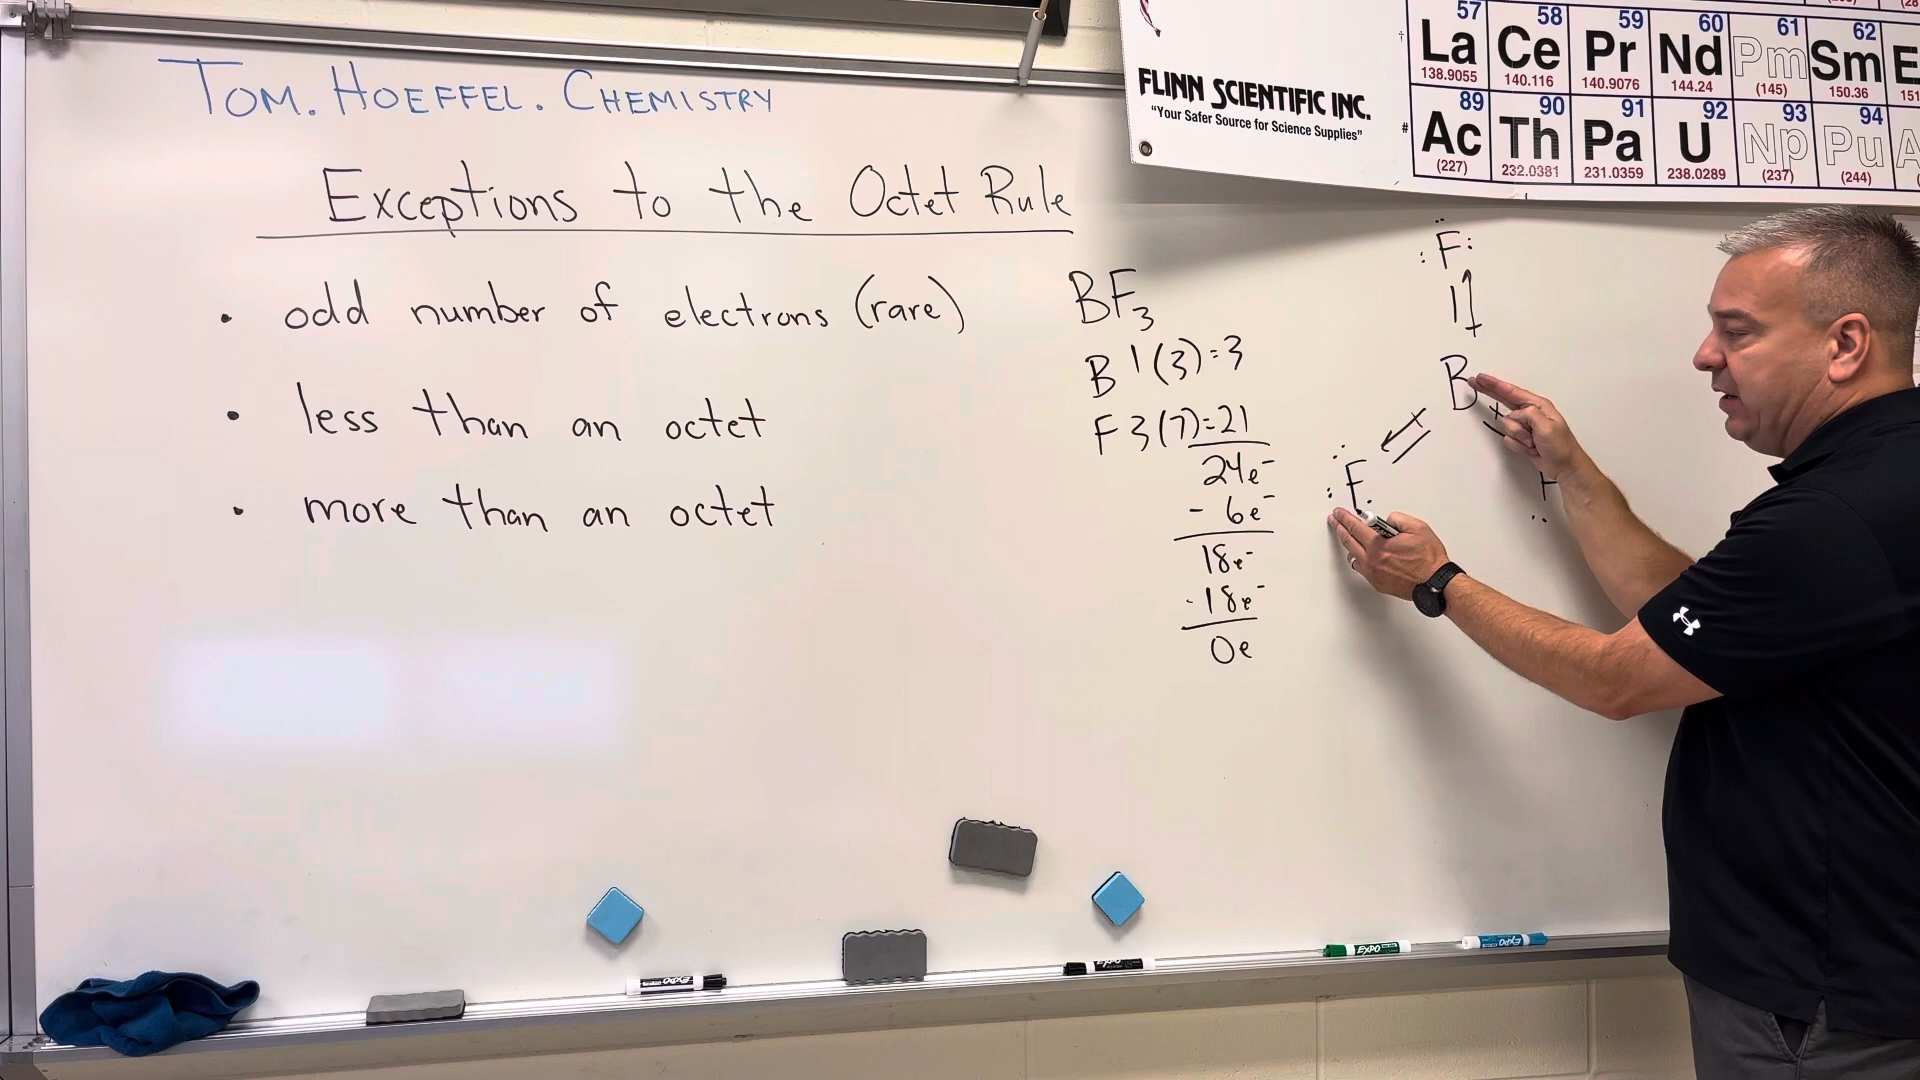 TOM. HOEFFEL. CHEMISTRY
Exceptions to the Octet Rule
• odd number of electrons (rare)
• less than an octet
• more than an octet
BF3
B 1(3)=3
F 3(7)=21
24e-
- 6e-
18e-
-18e-
0e
F
B
F
FLINN SCIENTIFIC INC.
"Your Safer Source for Science Supplies"
57 58 59 60 61 62
† La Ce Pr Nd Pm Sm E
138.9055 140.116 140.9076 144.24 (145) 150.36 151
89 90 91 92 93 94
# Ac Th Pa U Np Pu A
(227) 232.0381 231.0359 238.0289 (237) (244)
EXPO
EXPO
EXPO
EXPO